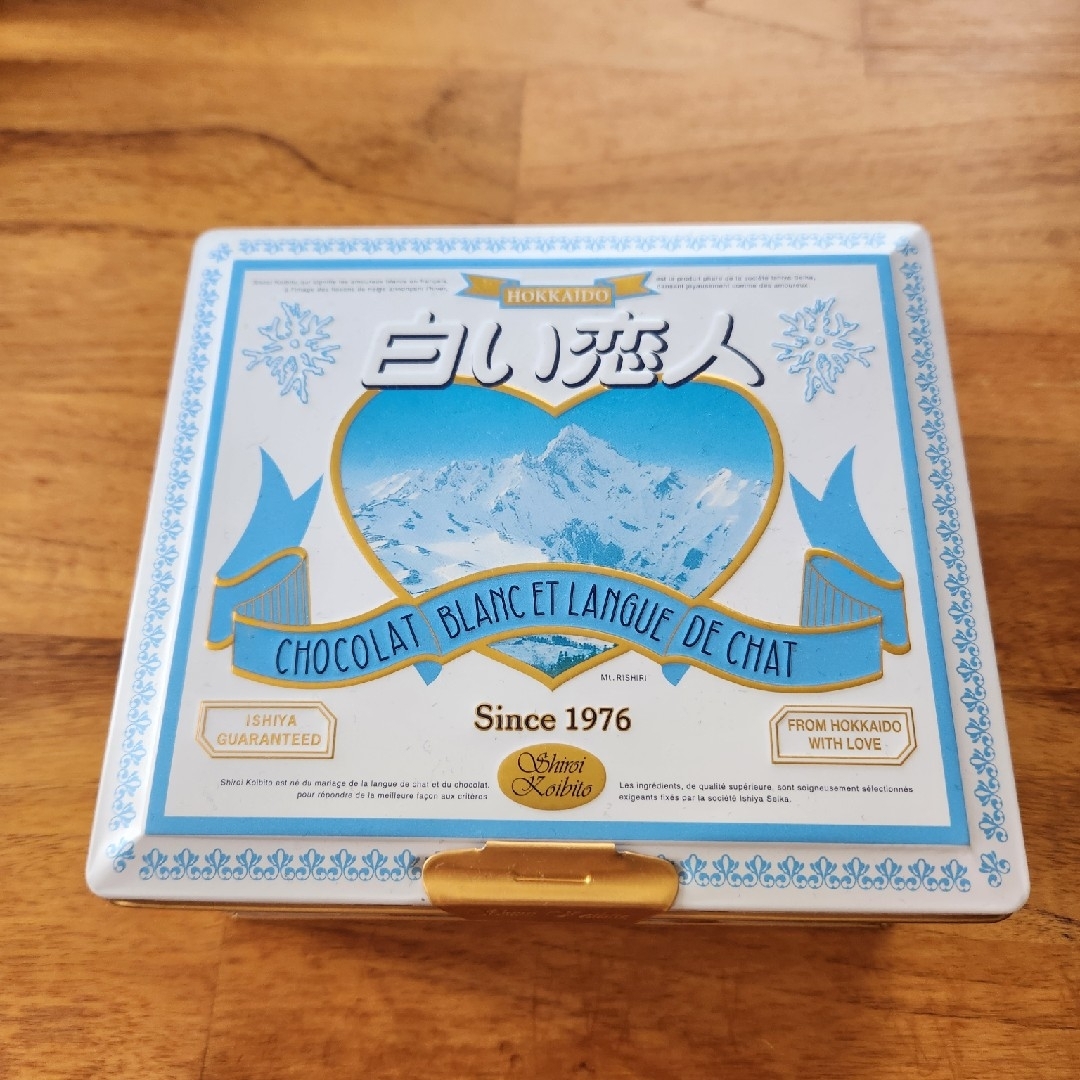 HOKKAIDO
白い恋人
CHOCOLAT BLANC ET LANGUE DE CHAT
Mt. RISHIRI
Since 1976
ISHIYA
GUARANTEED
FROM HOKKAIDO
WITH LOVE
Shiroi
Koibito
Shiroi Koibito est né du mariage de la langue de chat et du chocolat.
pour répondre de la meilleure façon aux critères
Les ingrédients, de qualité supérieure, sont soigneusement sélectionnés
exigeants fixés par la société Ishiya Seika.